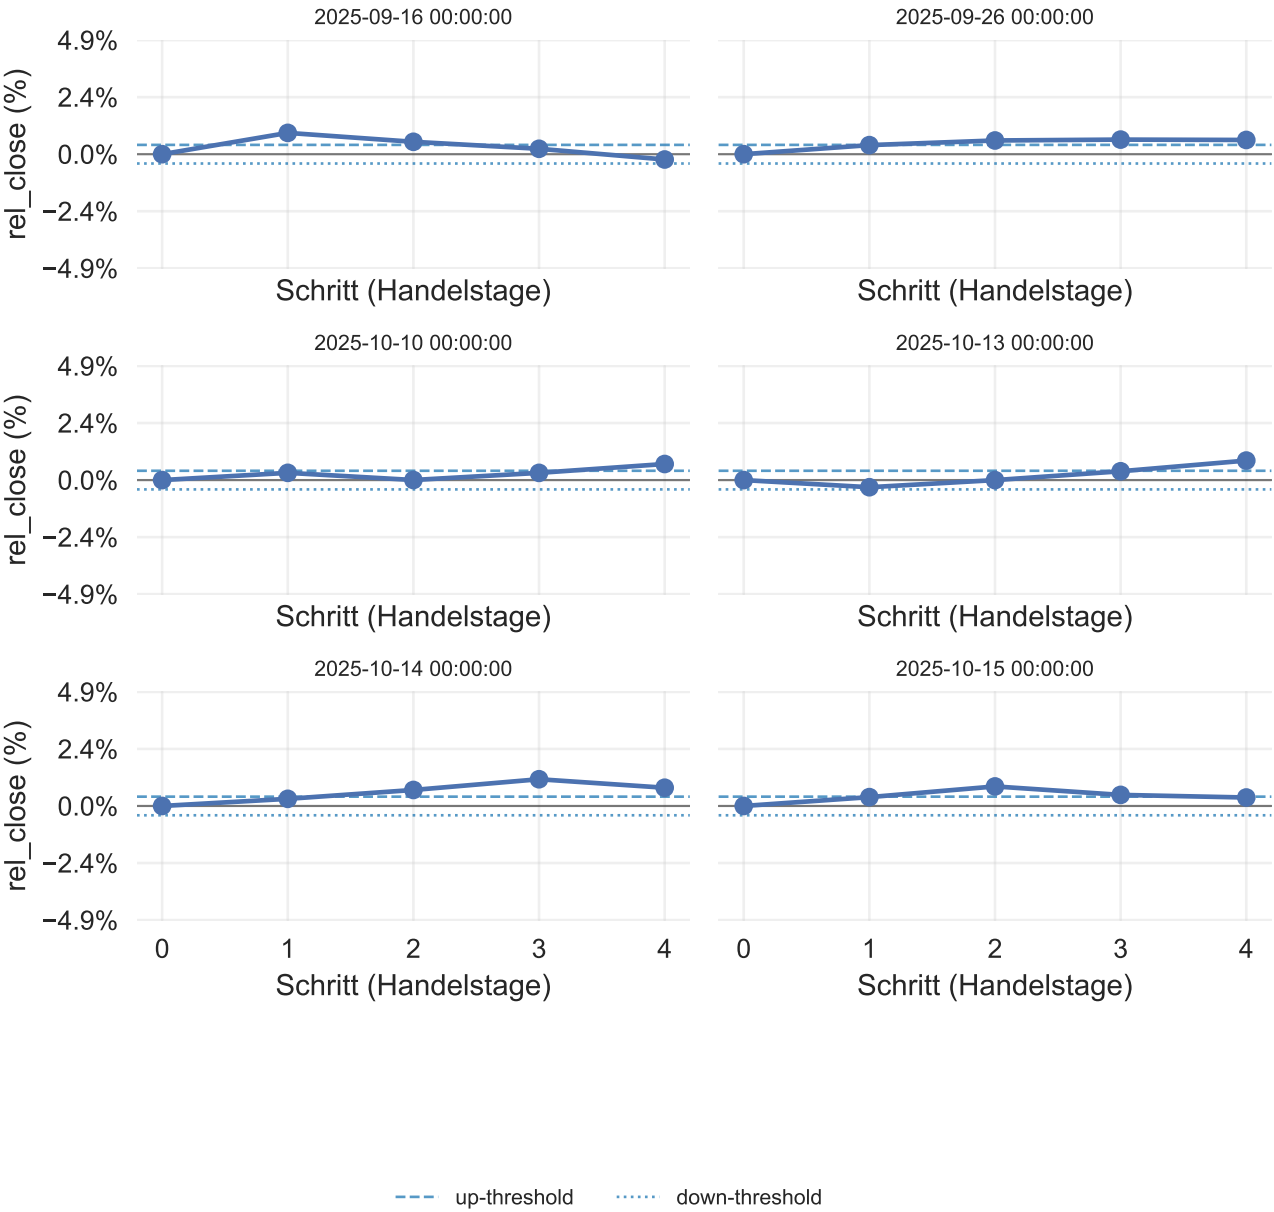 2025-09-16 00:00:00
2025-09-26 00:00:00
4.9%
2.4%
0.0%
−2.4%
−4.9%
rel_close (%)
Schritt (Handelstage)
Schritt (Handelstage)
2025-10-10 00:00:00
2025-10-13 00:00:00
4.9%
2.4%
0.0%
−2.4%
−4.9%
rel_close (%)
Schritt (Handelstage)
Schritt (Handelstage)
2025-10-14 00:00:00
2025-10-15 00:00:00
4.9%
2.4%
0.0%
−2.4%
−4.9%
rel_close (%)
0 1 2 3 4
0 1 2 3 4
Schritt (Handelstage)
Schritt (Handelstage)
up-threshold
down-threshold